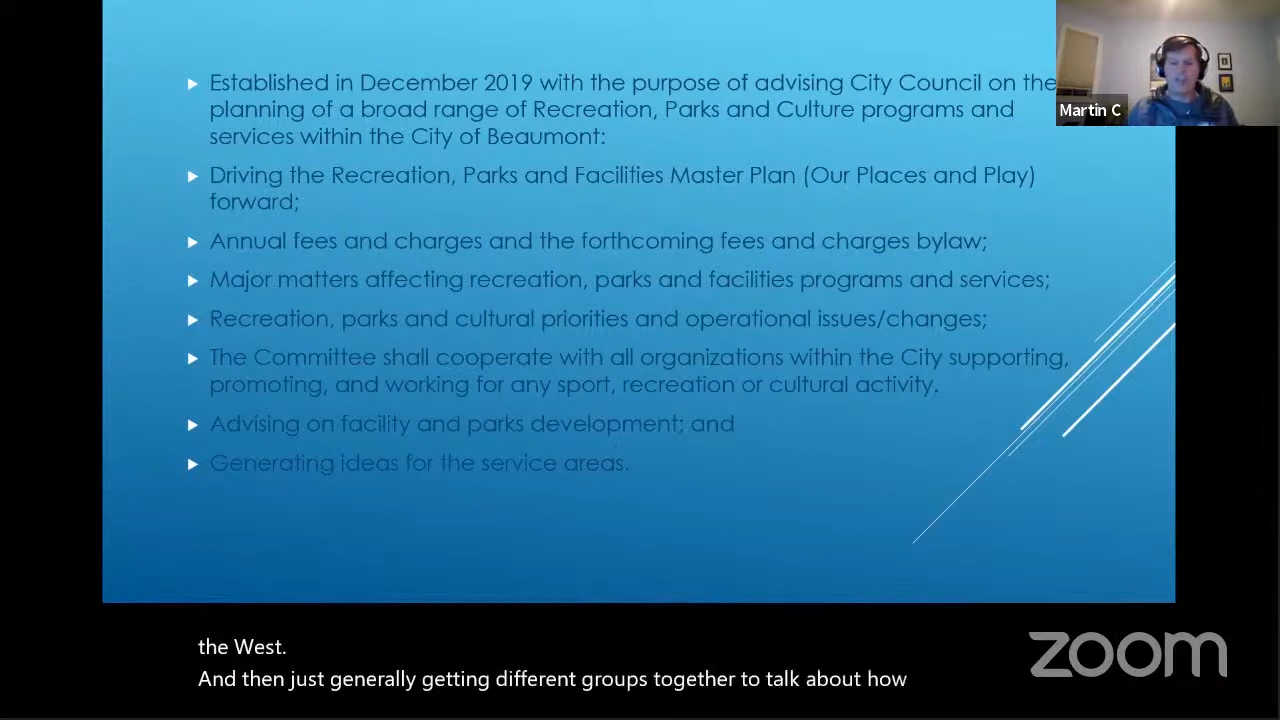 Established in December 2019 with the purpose of advising City Council on the
planning of a broad range of Recreation, Parks and Culture programs and
services within the City of Beaumont:
Driving the Recreation, Parks and Facilities Master Plan (Our Places and Play)
forward;
Annual fees and charges and the forthcoming fees and charges bylaw;
Major matters affecting recreation, parks and facilities programs and services;
Recreation, parks and cultural priorities and operational issues/changes;
The Committee shall cooperate with all organizations within the City supporting,
promoting, and working for any sport, recreation or cultural activity.
Advising on facility and parks development; and
Generating ideas for the service areas.
Martin C
the West.
And then just generally getting different groups together to talk about how
zoom